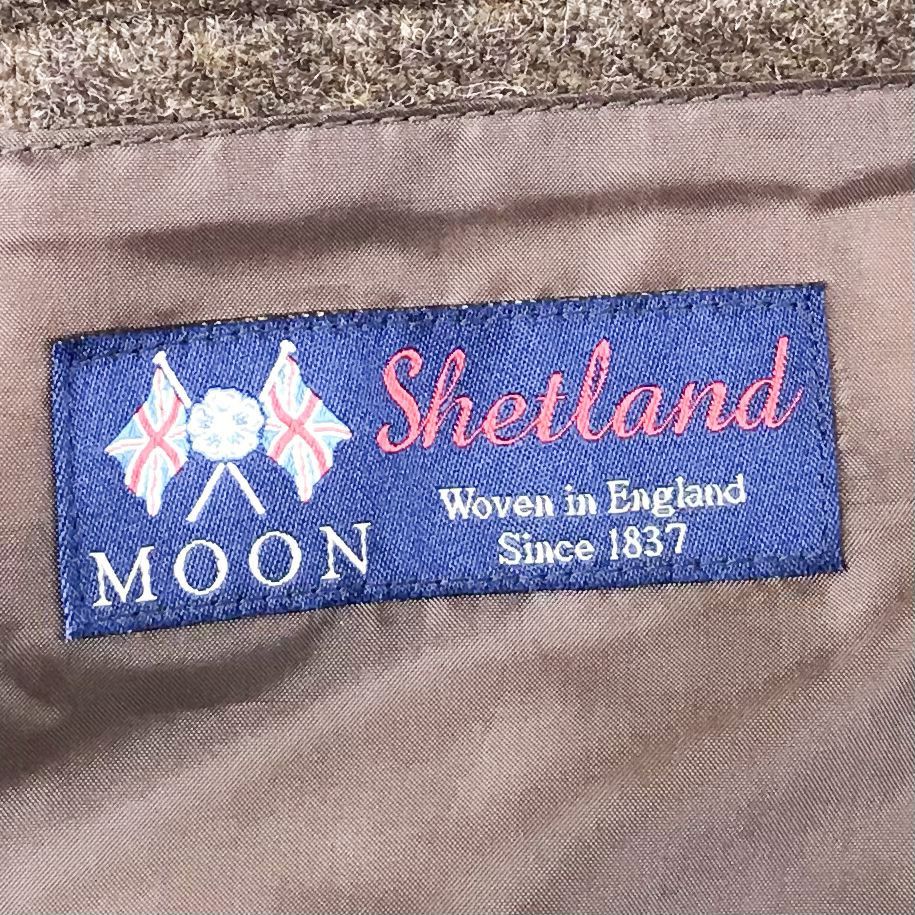 MOON
Shetland
Woven in England
Since 1837